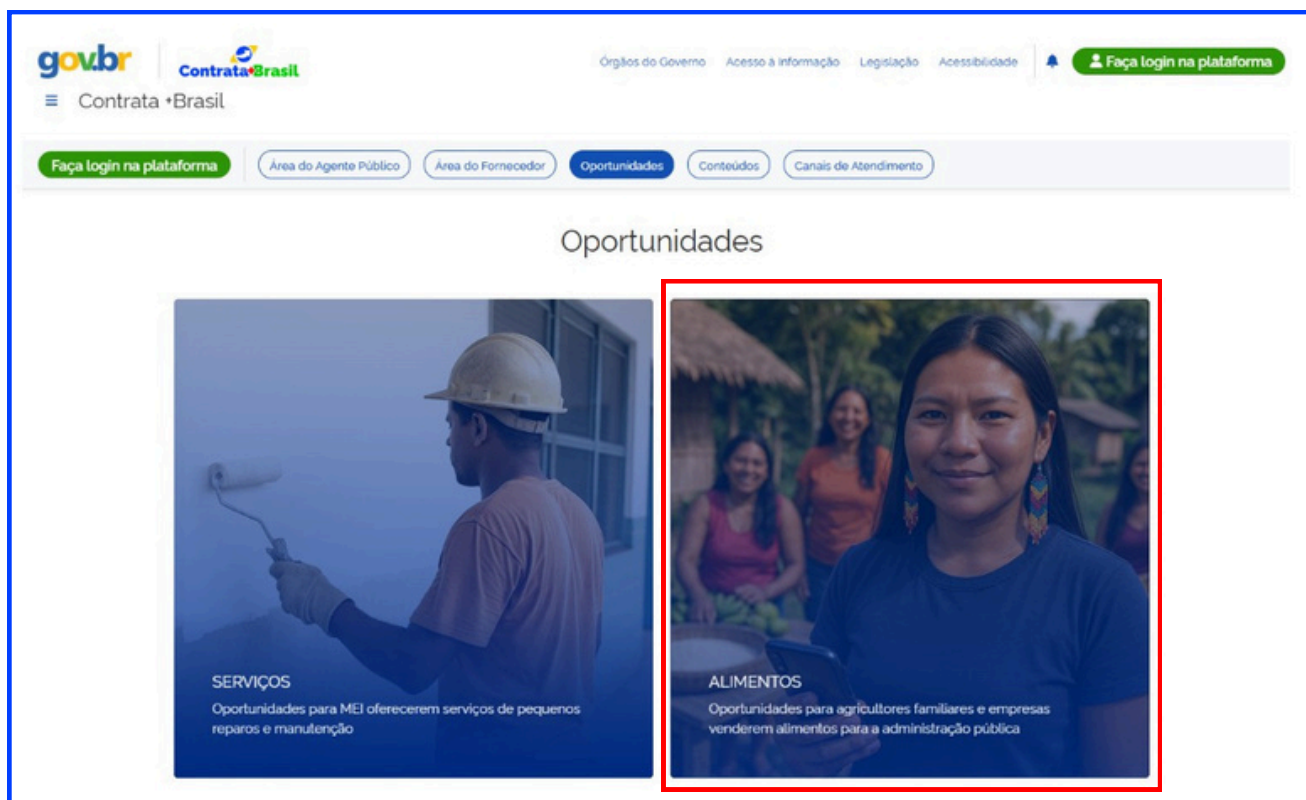 gov.br
Contrata+Brasil
Órgãos do Governo Acesso à Informação Legislação Acessibilidade Faça login na plataforma
Contrata +Brasil
Faça login na plataforma Área do Agente Público Área do Fornecedor Oportunidades Conteúdos Canais de Atendimento
Oportunidades
SERVIÇOS
Oportunidades para MEI oferecerem serviços de pequenos
reparos e manutenção
ALIMENTOS
Oportunidades para agricultores familiares e empresas
venderem alimentos para a administração pública